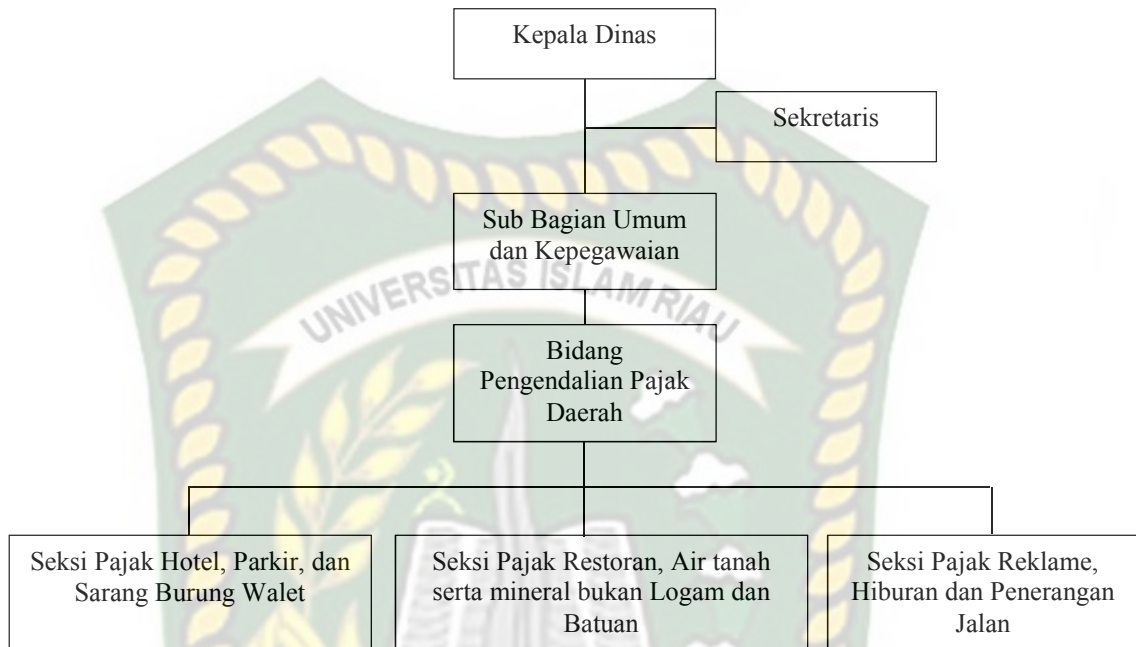 Kepala Dinas
Sekretaris
Sub Bagian Umum
dan Kepegawaian
UNIVERSITAS ISLAM RIAU
Bidang
Pengendalian Pajak
Daerah
Seksi Pajak Hotel, Parkir, dan
Sarang Burung Walet
Seksi Pajak Restoran, Air tanah
serta mineral bukan Logam dan
Batuan
Seksi Pajak Reklame,
Hiburan dan Penerangan
Jalan